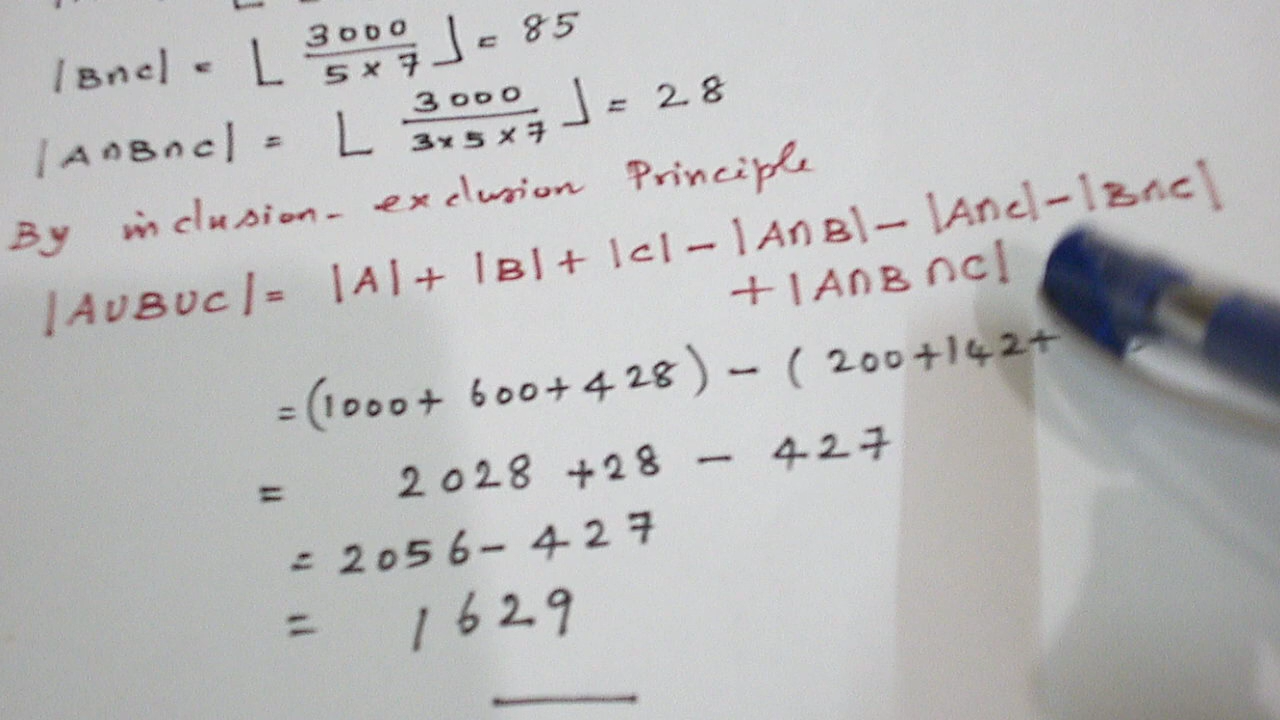 |B∩C| = ⌊ 3000 / 5 × 7 ⌋ = 85
|A∩B∩C| = ⌊ 3000 / 3 × 5 × 7 ⌋ = 28
By inclusion - exclusion Principle
|A∪B∪C| = |A| + |B| + |C| - |A∩B| - |A∩C| - |B∩C|
+ |A∩B∩C|
= (1000 + 600 + 428) - ( 200 + 142 +
= 2028 + 28 - 427
= 2056 - 427
= 1629